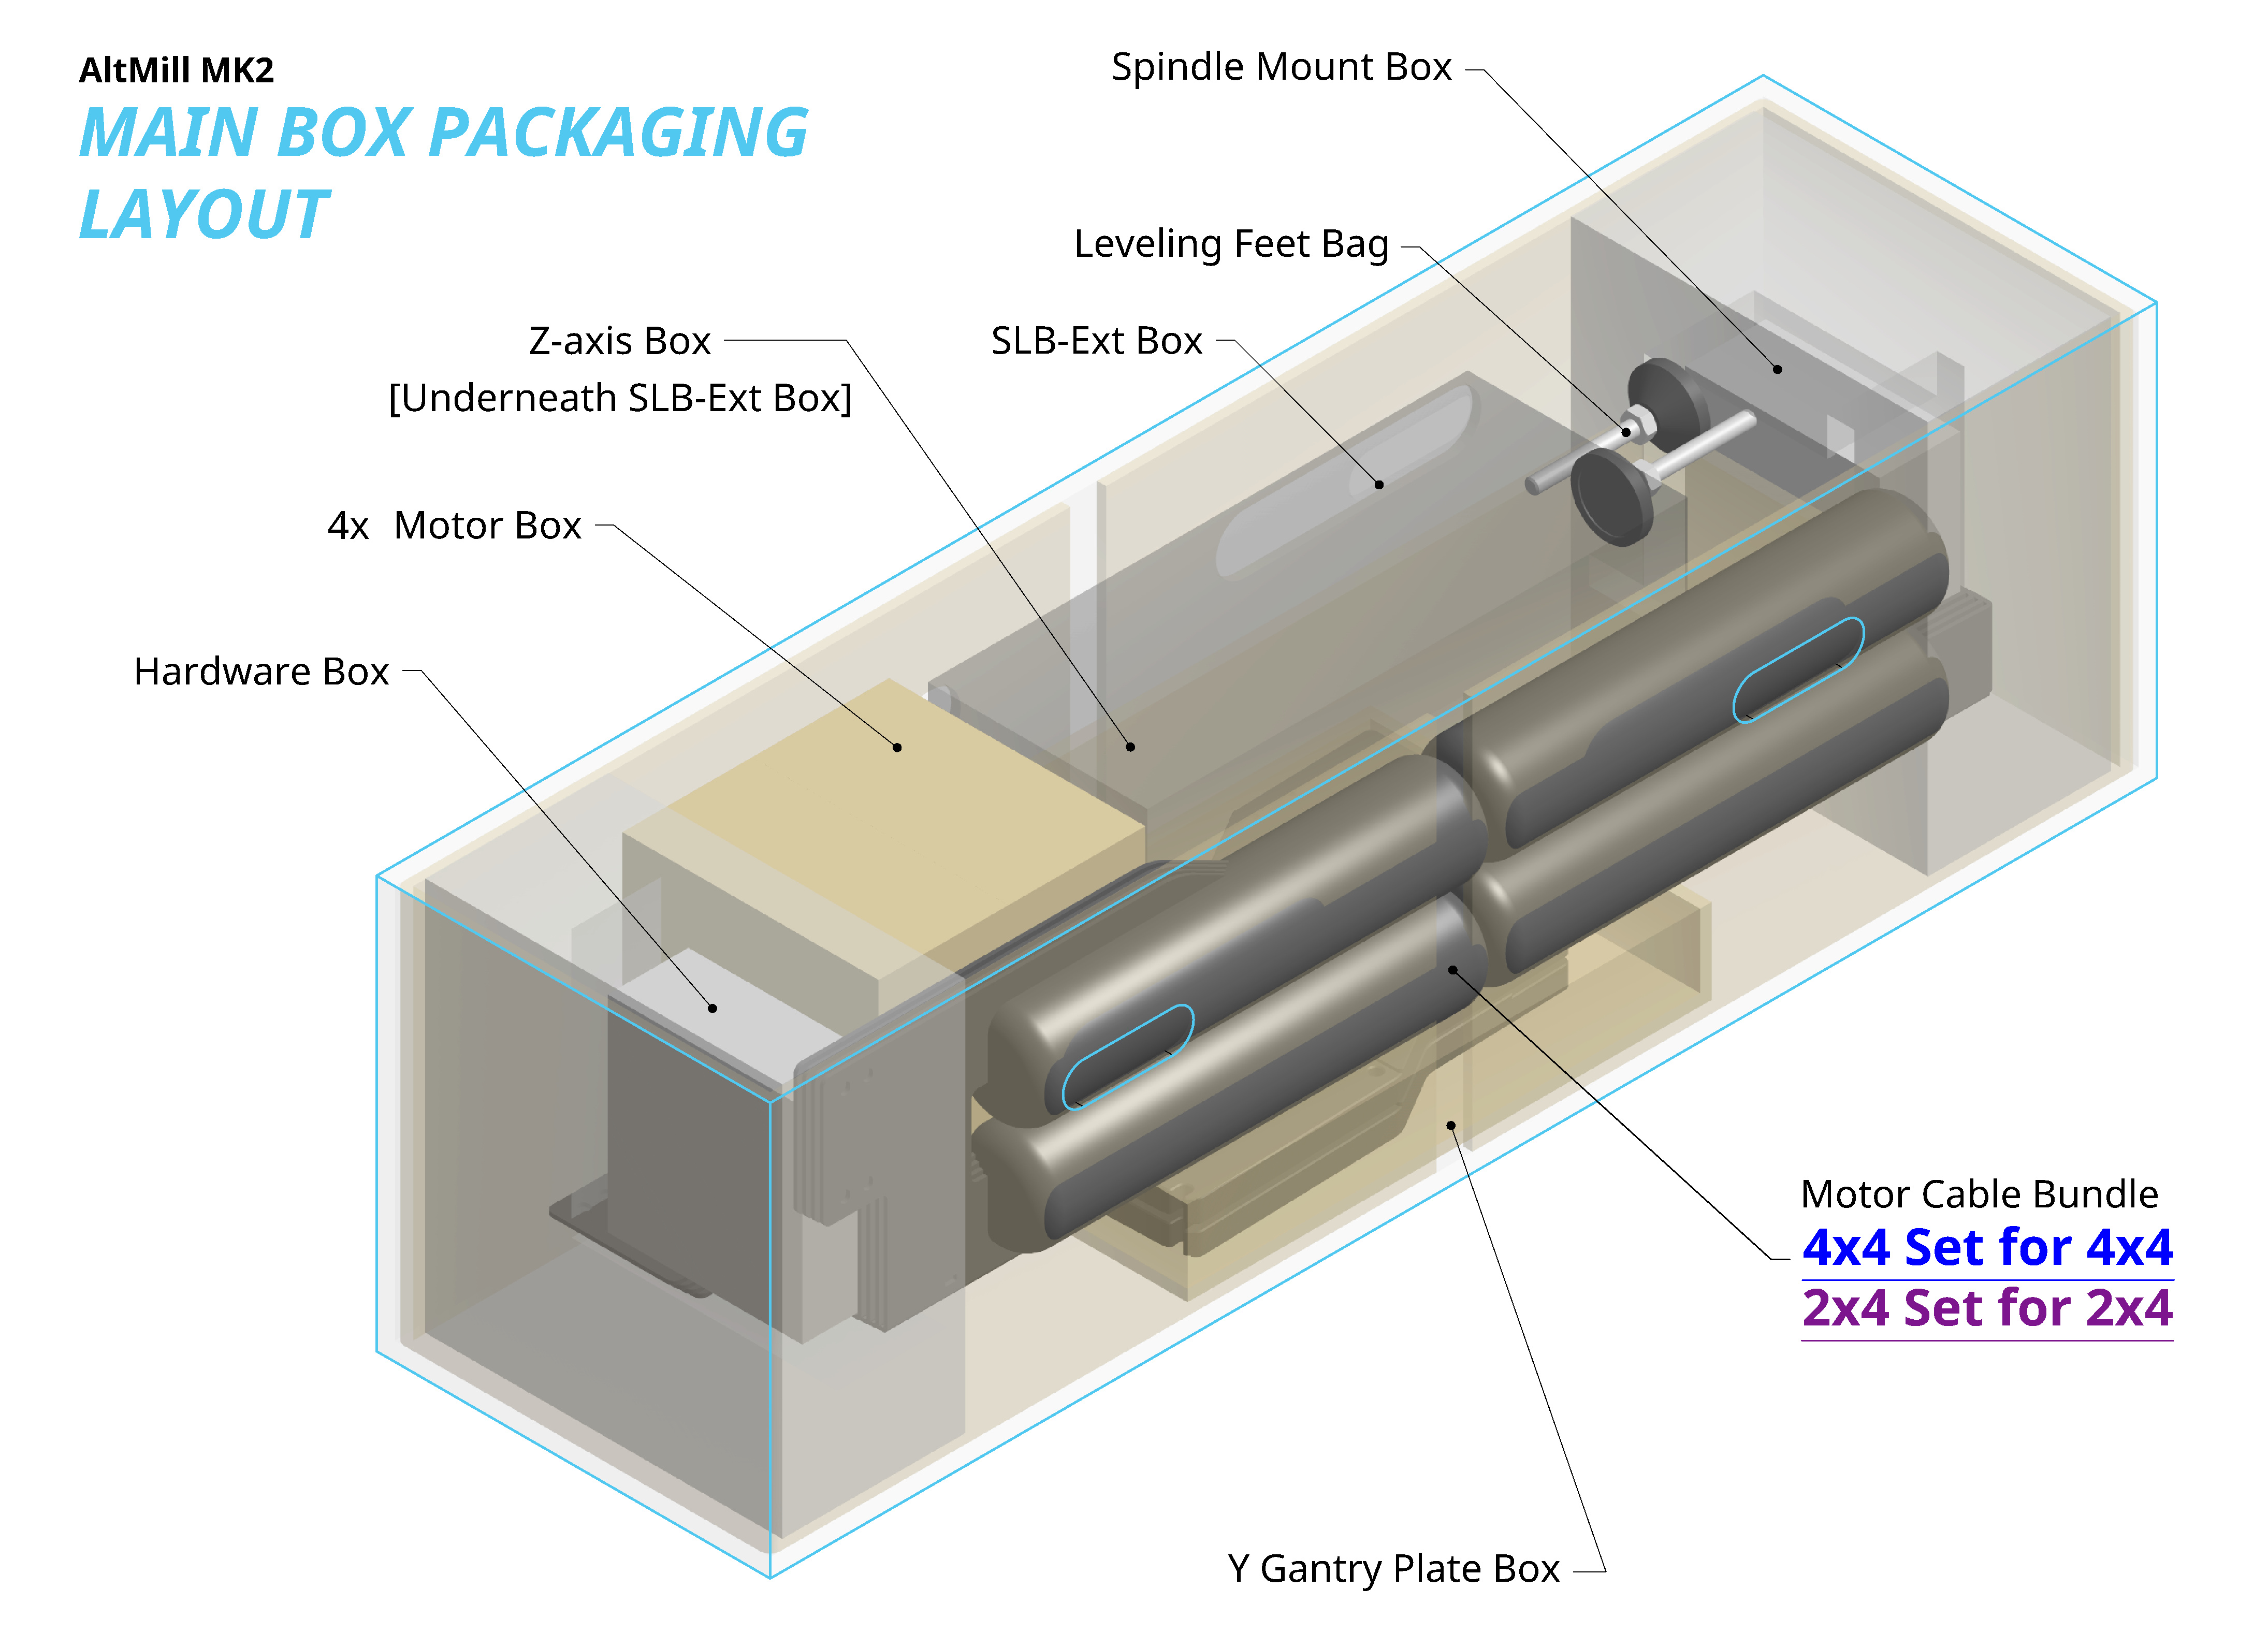 AltMill MK2
MAIN BOX PACKAGING
LAYOUT
Spindle Mount Box
Leveling Feet Bag
SLB-Ext Box
Z-axis Box
[Underneath SLB-Ext Box]
4x Motor Box
Hardware Box
Motor Cable Bundle
4x4 Set for 4x4
2x4 Set for 2x4
Y Gantry Plate Box